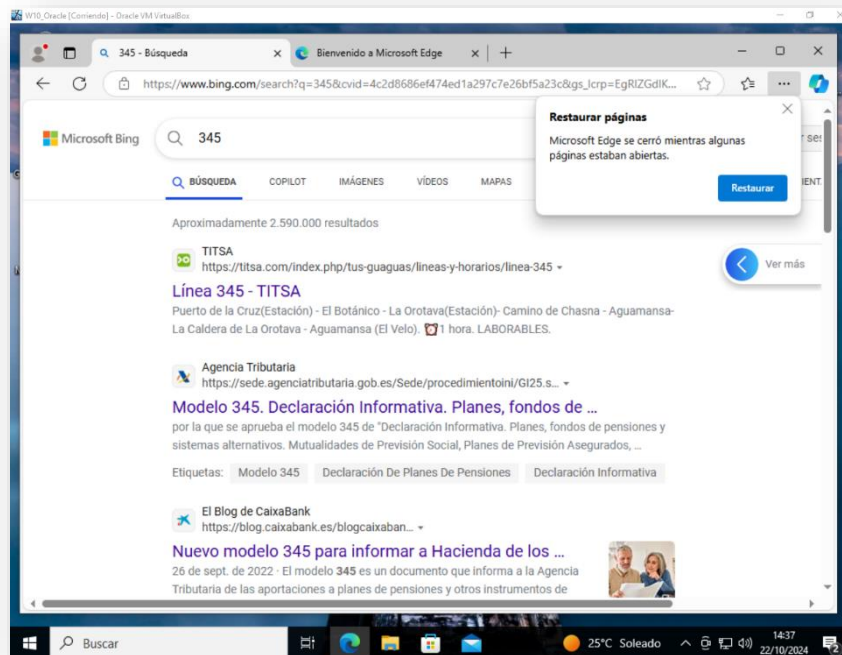 W10_Oracle [Corriendo] - Oracle VM VirtualBox
345 - Búsqueda
Bienvenido a Microsoft Edge
https://www.bing.com/search?q=345&cvid=4c2d8686ef474ed1a297c7e26bf5a23c&gs_lcrp=EgRlZGdlK...
Microsoft Bing
345
Restaurar páginas
Microsoft Edge se cerró mientras algunas
páginas estaban abiertas.
Restaurar
BÚSQUEDA COPILOT IMÁGENES VÍDEOS MAPAS
Aproximadamente 2.590.000 resultados
TITSA
https://titsa.com/index.php/tus-guaguas/lineas-y-horarios/linea-345
Ver más
Línea 345 - TITSA
Puerto de la Cruz(Estación) - El Botánico - La Orotava(Estación)- Camino de Chasna - Aguamansa-
La Caldera de La Orotava - Aguamansa (El Velo). ⏰1 hora. LABORABLES.
Agencia Tributaria
https://sede.agenciatributaria.gob.es/Sede/procedimientoini/GI25.s...
Modelo 345. Declaración Informativa. Planes, fondos de ...
por la que se aprueba el modelo 345 de "Declaración Informativa. Planes, fondos de pensiones y
sistemas alternativos. Mutualidades de Previsión Social, Planes de Previsión Asegurados, ...
Etiquetas: Modelo 345 Declaración De Planes De Pensiones Declaración Informativa
El Blog de CaixaBank
https://blog.caixabank.es/blogcaixaban...
Nuevo modelo 345 para informar a Hacienda de los ...
26 de sept. de 2022 · El modelo 345 es un documento que informa a la Agencia
Tributaria de las aportaciones a planes de pensiones y otros instrumentos de
Buscar
25°C Soleado
14:37
22/10/2024
2